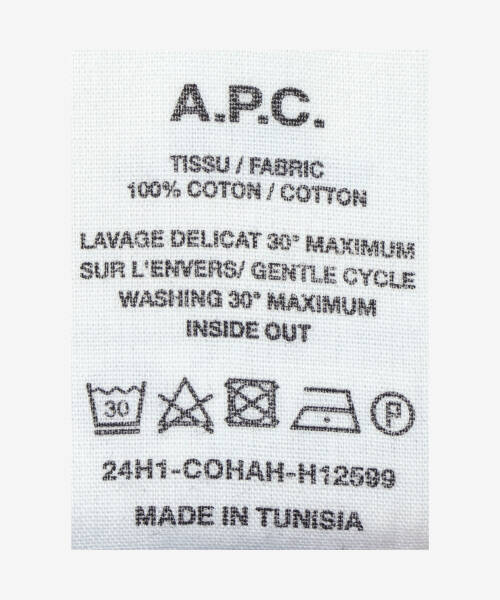 A.P.C.
TISSU / FABRIC
100% COTON / COTTON
LAVAGE DELICAT 30° MAXIMUM
SUR L'ENVERS/ GENTLE CYCLE
WASHING 30° MAXIMUM
INSIDE OUT
30 P
24H1-COHAH-H12599
MADE IN TUNISIA